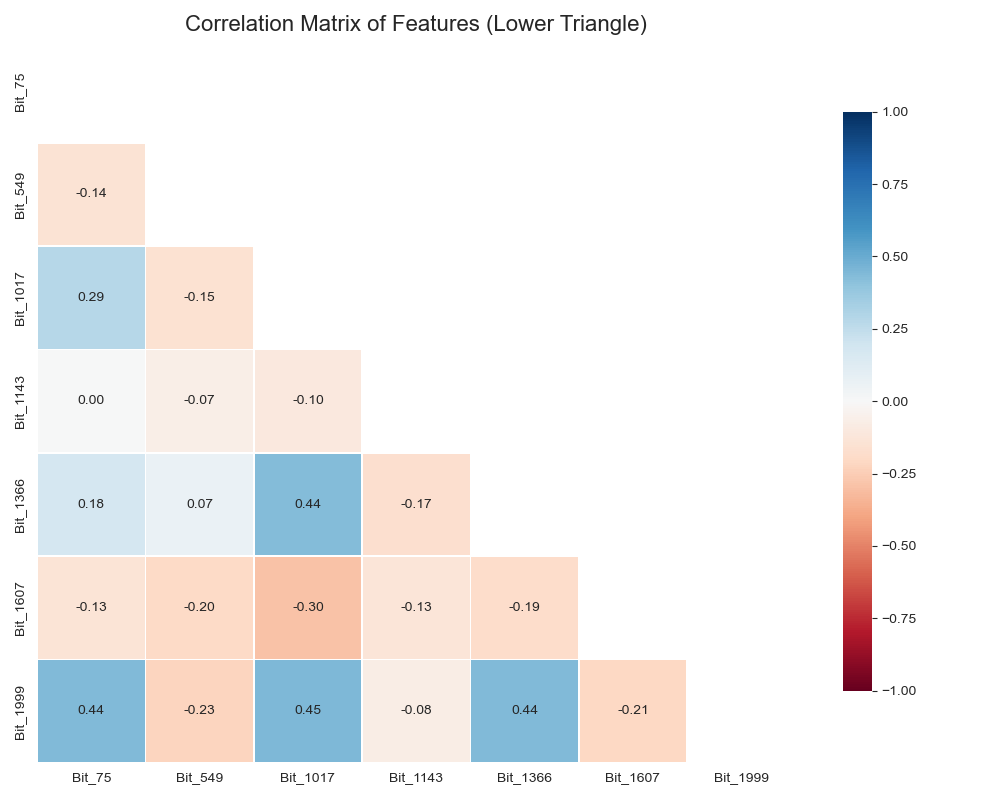 Correlation Matrix of Features (Lower Triangle)
Bit_75
Bit_549
-0.14
Bit_1017
0.29 -0.15
Bit_1143
0.00 -0.07 -0.10
Bit_1366
0.18 0.07 0.44 -0.17
Bit_1607
-0.13 -0.20 -0.30 -0.13 -0.19
Bit_1999
0.44 -0.23 0.45 -0.08 0.44 -0.21
Bit_75 Bit_549 Bit_1017 Bit_1143 Bit_1366 Bit_1607 Bit_1999
1.00
0.75
0.50
0.25
0.00
−0.25
−0.50
−0.75
−1.00